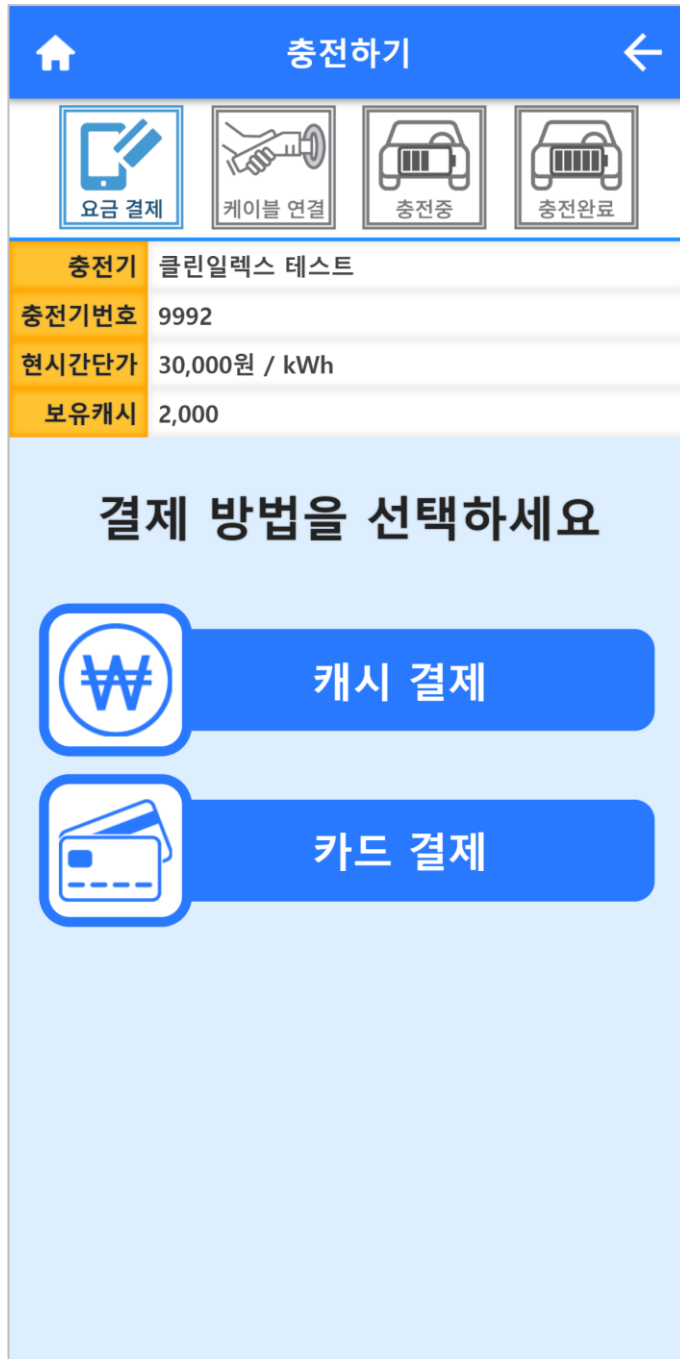 충전하기
요금 결제
케이블 연결
충전중
충전완료
충전기 클린일렉스 테스트
충전기번호 9992
현시간단가 30,000원 / kWh
보유캐시 2,000
결제 방법을 선택하세요
₩ 캐시 결제
카드 결제